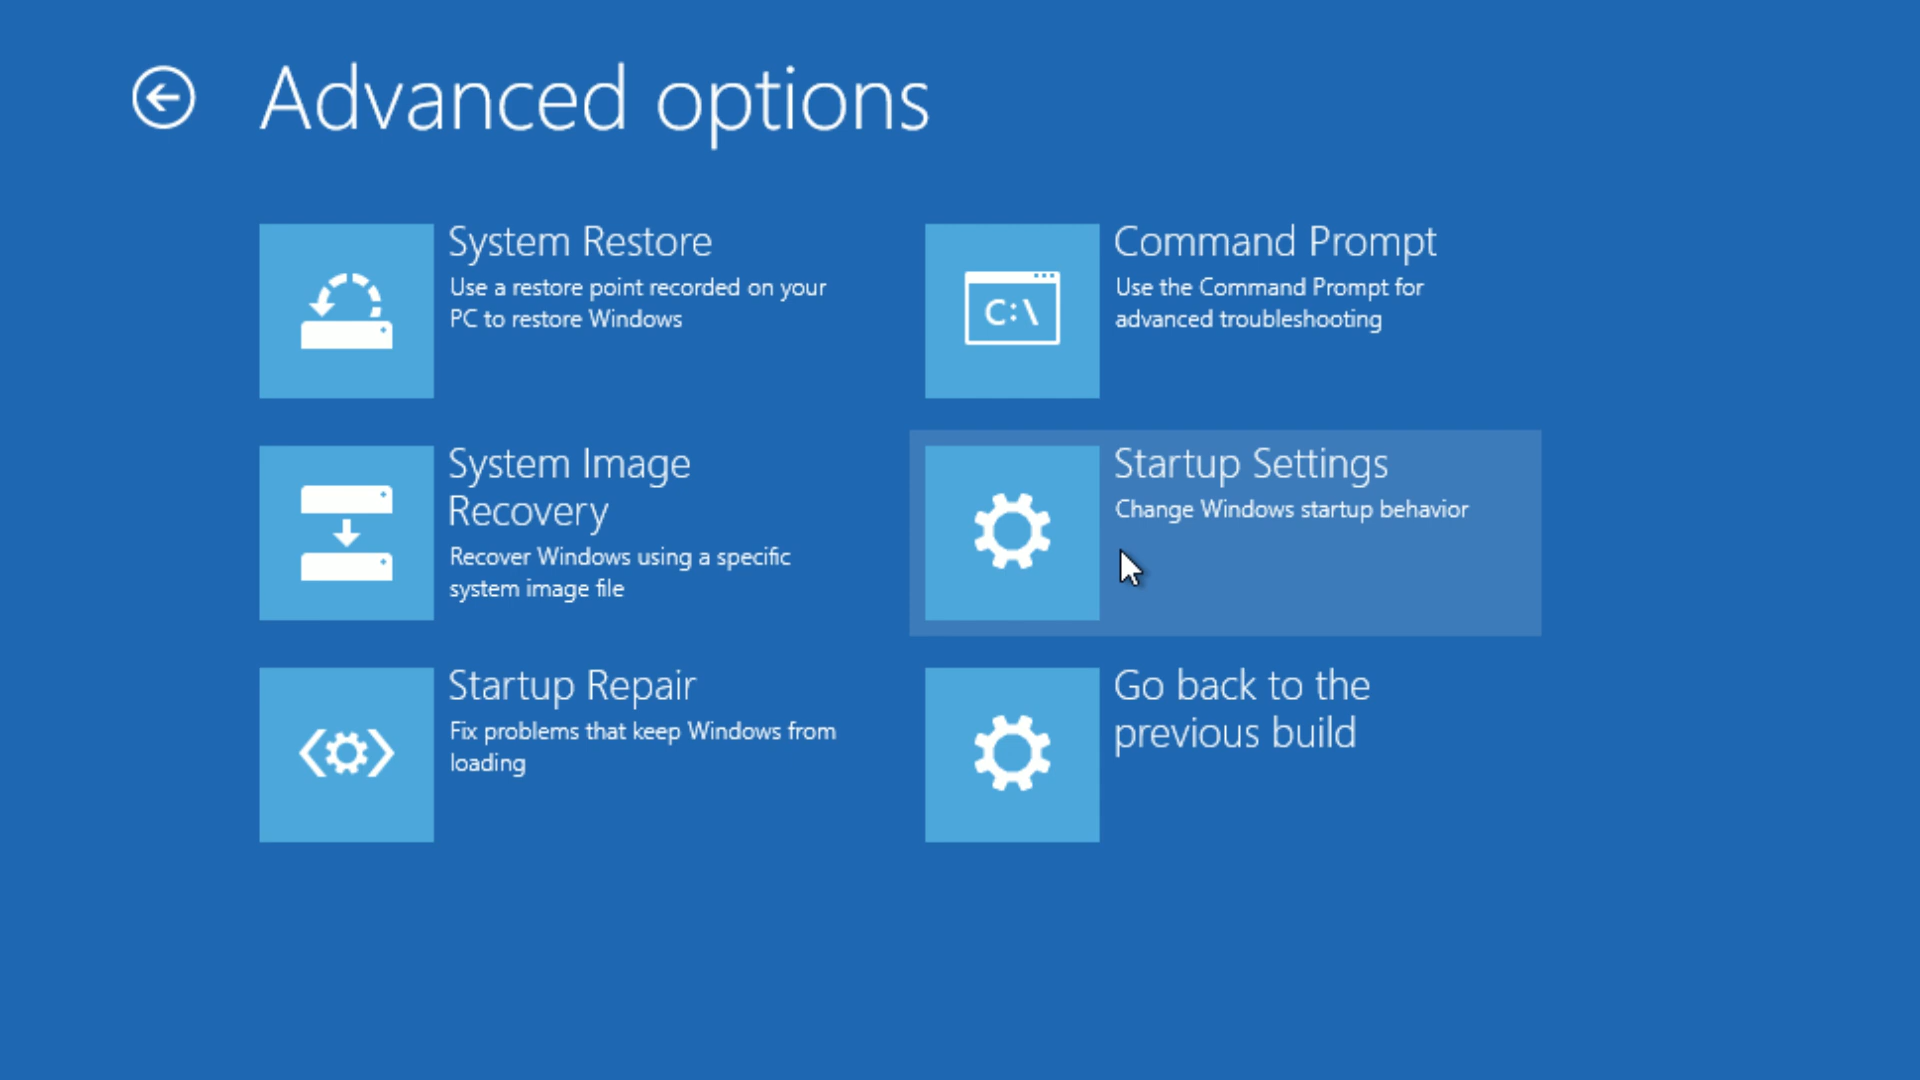 Advanced options
System Restore
Use a restore point recorded on your
PC to restore Windows
Command Prompt
Use the Command Prompt for
advanced troubleshooting
C:\
System Image
Recovery
Recover Windows using a specific
system image file
Startup Settings
Change Windows startup behavior
Startup Repair
Fix problems that keep Windows from
loading
Go back to the
previous build